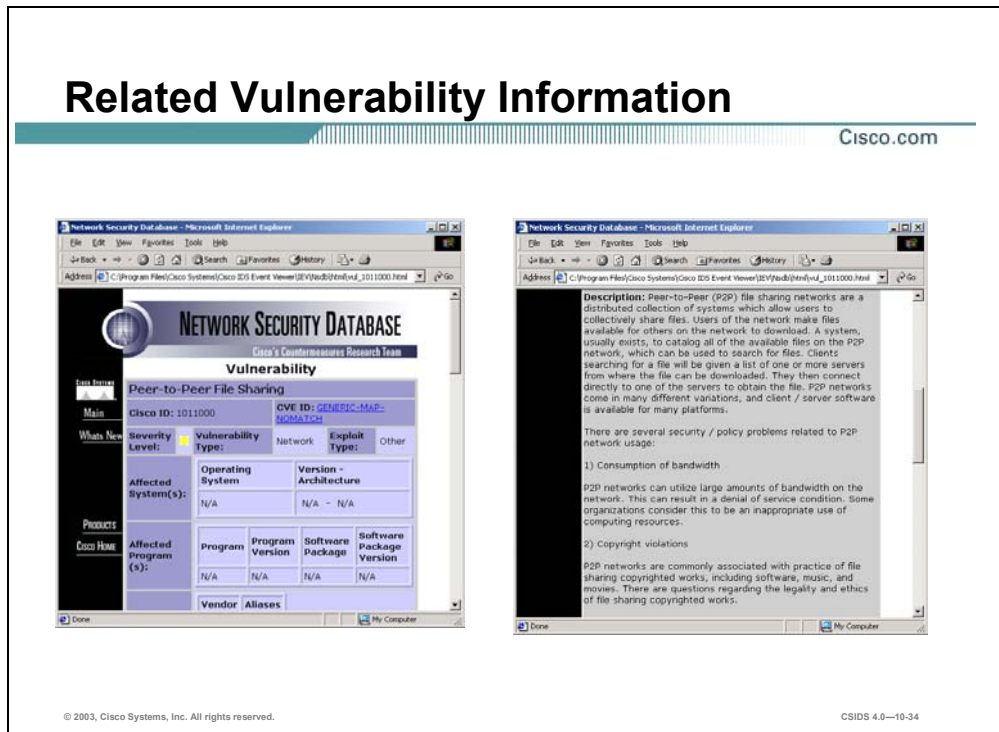 Related Vulnerability Information
Cisco.com
Network Security Database - Microsoft Internet Explorer
File Edit View Favorites Tools Help
Back Search Favorites History
Address C:\Program Files\Cisco Systems\Cisco IDS Event Viewer\IEV\Nsdb\html\vul_1011000.html Go
NETWORK SECURITY DATABASE
Cisco's Countermeasures Research Team
Cisco Systems
Main
Whats New
Products
Cisco Home
Vulnerability
Peer-to-Peer File Sharing
Cisco ID: 1011000
CVE ID: GENERIC-MAP-
NOMATCH
Severity Level:
Vulnerability Type: Network
Exploit Type: Other
Affected System(s):
Operating System
Version - Architecture
N/A
N/A - N/A
Affected Program (s):
Program
Program Version
Software Package
Software Package Version
N/A N/A N/A N/A
Vendor Aliases
Done
My Computer
Network Security Database - Microsoft Internet Explorer
File Edit View Favorites Tools Help
Back Search Favorites History
Address C:\Program Files\Cisco Systems\Cisco IDS Event Viewer\IEV\Nsdb\html\vul_1011000.html Go
Description: Peer-to-Peer (P2P) file sharing networks are a
distributed collection of systems which allow users to
collectively share files. Users of the network make files
available for others on the network to download. A system,
usually exists, to catalog all of the available files on the P2P
network, which can be used to search for files. Clients
searching for a file will be given a list of one or more servers
from where the file can be downloaded. They then connect
directly to one of the servers to obtain the file. P2P networks
come in many different variations, and client / server software
is available for many platforms.
There are several security / policy problems related to P2P
network usage:
1) Consumption of bandwidth
P2P networks can utilize large amounts of bandwidth on the
network. This can result in a denial of service condition. Some
organizations consider this to be an inappropriate use of
computing resources.
2) Copyright violations
P2P networks are commonly associated with practice of file
sharing copyrighted works, including software, music, and
movies. There are questions regarding the legality and ethics
of file sharing copyrighted works.
Done
My Computer
© 2003, Cisco Systems, Inc. All rights reserved.
CSIDS 4.0—10-34